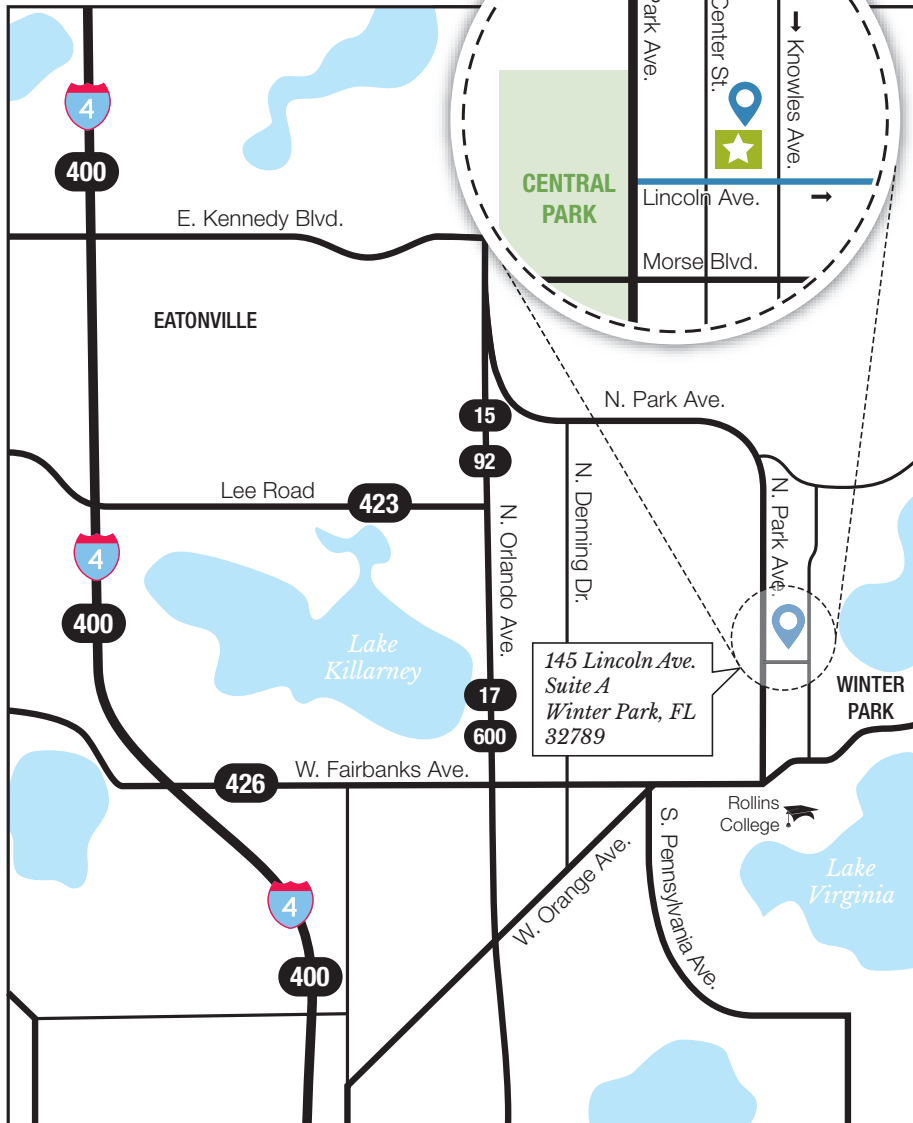 Park Ave.
Center St.
Knowles Ave.
4
400
CENTRAL
PARK
Lincoln Ave.
E. Kennedy Blvd.
Morse Blvd.
EATONVILLE
N. Park Ave.
15
92
Lee Road
423
N. Orlando Ave.
N. Denning Dr.
N. Park Ave.
4
400
Lake
Killarney
145 Lincoln Ave.
Suite A
Winter Park, FL
32789
WINTER
PARK
17
600
W. Fairbanks Ave.
426
Rollins
College
S. Pennsylvania Ave.
W. Orange Ave.
Lake
Virginia
4
400